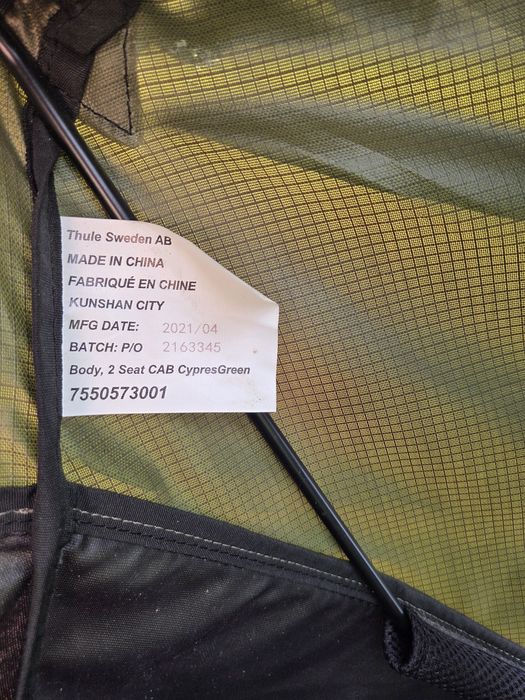 Thule Sweden AB
MADE IN CHINA
FABRIQUÉ EN CHINE
KUNSHAN CITY
MFG DATE: 2021/04
BATCH: P/O 2163345
Body, 2 Seat CAB CypresGreen
7550573001